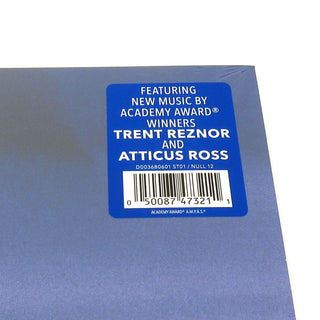 FEATURING
NEW MUSIC BY
ACADEMY AWARD®
WINNERS
TRENT REZNOR
AND
ATTICUS ROSS
D003680601 ST01 / NULL 12
0 50087 47321 1
ACADEMY AWARD® A.M.P.A.S.®